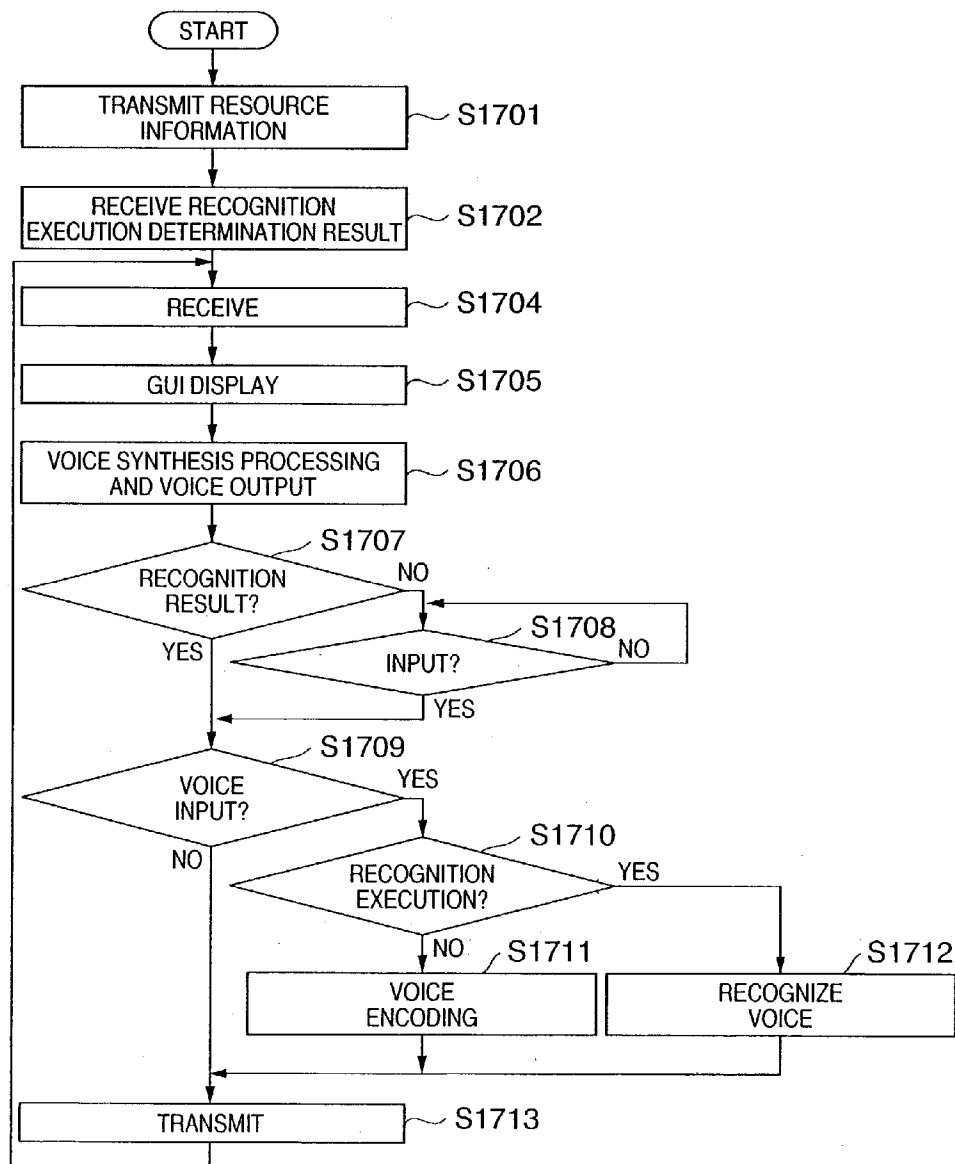 START
TRANSMIT RESOURCE
INFORMATION
S1701
RECEIVE RECOGNITION
EXECUTION DETERMINATION RESULT
S1702
RECEIVE
S1704
GUI DISPLAY
S1705
VOICE SYNTHESIS PROCESSING
AND VOICE OUTPUT
S1706
S1707
RECOGNITION
RESULT?
NO
YES
S1708
INPUT?
NO
YES
S1709
VOICE
INPUT?
YES
NO
S1710
RECOGNITION
EXECUTION?
YES
NO
S1711
VOICE
ENCODING
S1712
RECOGNIZE
VOICE
TRANSMIT
S1713